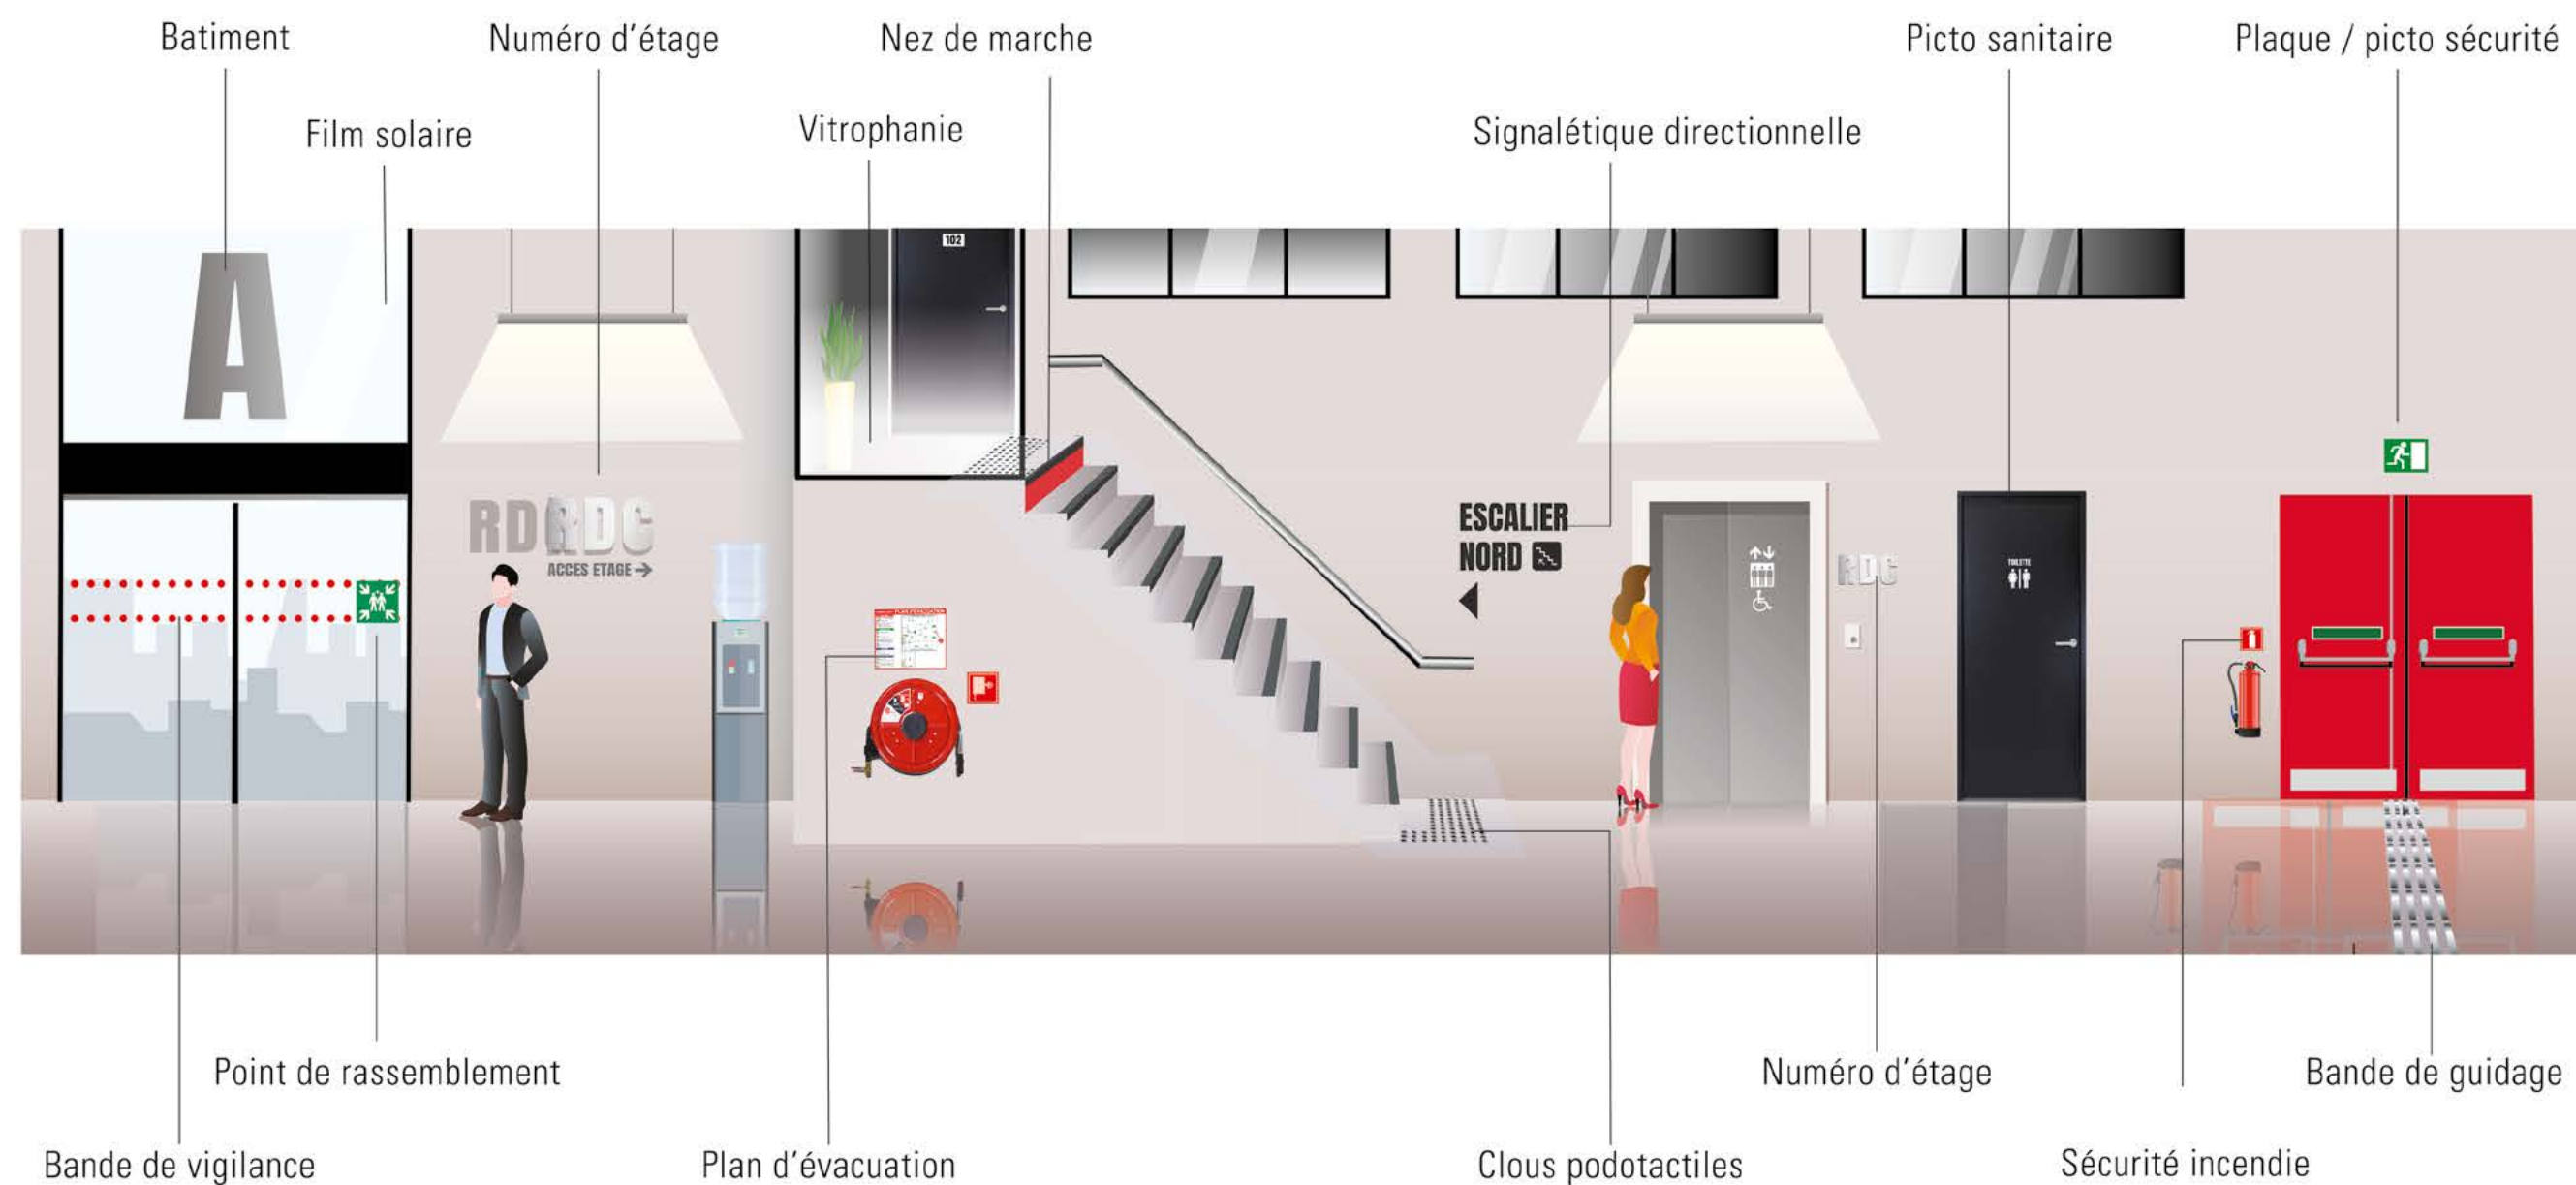 Batiment
Numéro d'étage
Nez de marche
Picto sanitaire
Plaque / picto sécurité
Film solaire
Vitrophanie
Signalétique directionnelle
A
102
RDC
ACCES ETAGE
ESCALIER
NORD
RDC
TOILETTE
Point de rassemblement
Numéro d'étage
Bande de guidage
Bande de vigilance
Plan d'évacuation
Clous podotactiles
Sécurité incendie